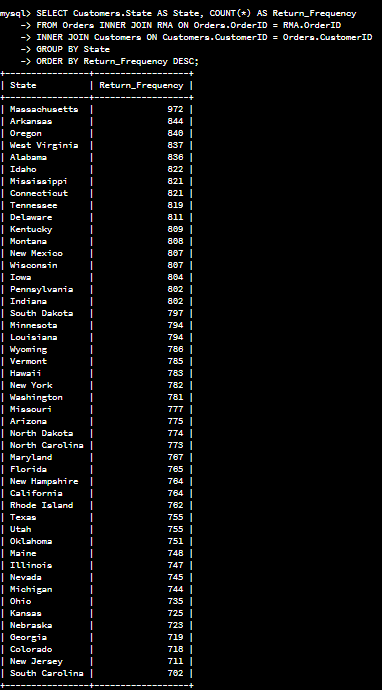 mysql> SELECT Customers.State AS State, COUNT(*) AS Return_Frequency
    -> FROM Orders INNER JOIN RMA ON Orders.OrderID = RMA.OrderID
    -> INNER JOIN Customers ON Customers.CustomerID = Orders.CustomerID
    -> GROUP BY State
    -> ORDER BY Return_Frequency DESC;
+----------------+------------------+
| State          | Return_Frequency |
+----------------+------------------+
| Massachusetts  |              972 |
| Arkansas       |              844 |
| Oregon         |              840 |
| West Virginia  |              837 |
| Alabama        |              836 |
| Idaho          |              822 |
| Mississippi    |              821 |
| Connecticut    |              821 |
| Tennessee      |              819 |
| Delaware       |              811 |
| Kentucky       |              809 |
| Montana        |              808 |
| New Mexico     |              807 |
| Wisconsin      |              807 |
| Iowa           |              804 |
| Pennsylvania   |              802 |
| Indiana        |              802 |
| South Dakota   |              797 |
| Minnesota      |              794 |
| Louisiana      |              794 |
| Wyoming        |              786 |
| Vermont        |              785 |
| Hawaii         |              783 |
| New York       |              782 |
| Washington     |              781 |
| Missouri       |              777 |
| Arizona        |              775 |
| North Dakota   |              774 |
| North Carolina |              773 |
| Maryland       |              767 |
| Florida        |              765 |
| New Hampshire  |              764 |
| California     |              764 |
| Rhode Island   |              762 |
| Texas          |              755 |
| Utah           |              755 |
| Oklahoma       |              751 |
| Maine          |              748 |
| Illinois       |              747 |
| Nevada         |              745 |
| Michigan       |              744 |
| Ohio           |              735 |
| Kansas         |              725 |
| Nebraska       |              723 |
| Georgia        |              719 |
| Colorado       |              718 |
| New Jersey     |              711 |
| South Carolina |              702 |
+----------------+------------------+